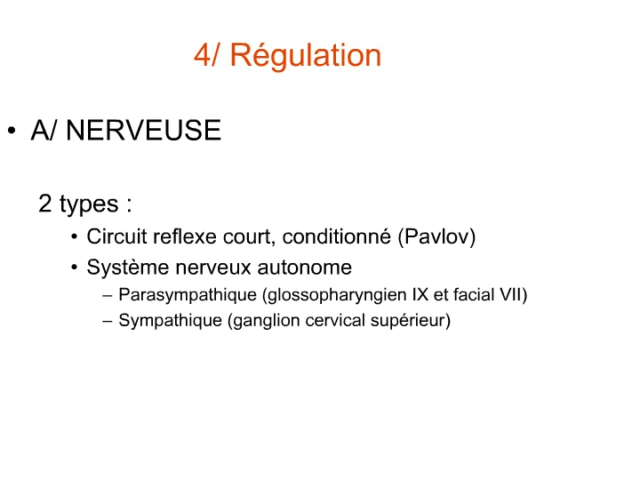 4/ Régulation
• A/ NERVEUSE
2 types :
• Circuit reflexe court, conditionné (Pavlov)
• Système nerveux autonome
– Parasympathique (glossopharyngien IX et facial VII)
– Sympathique (ganglion cervical supérieur)